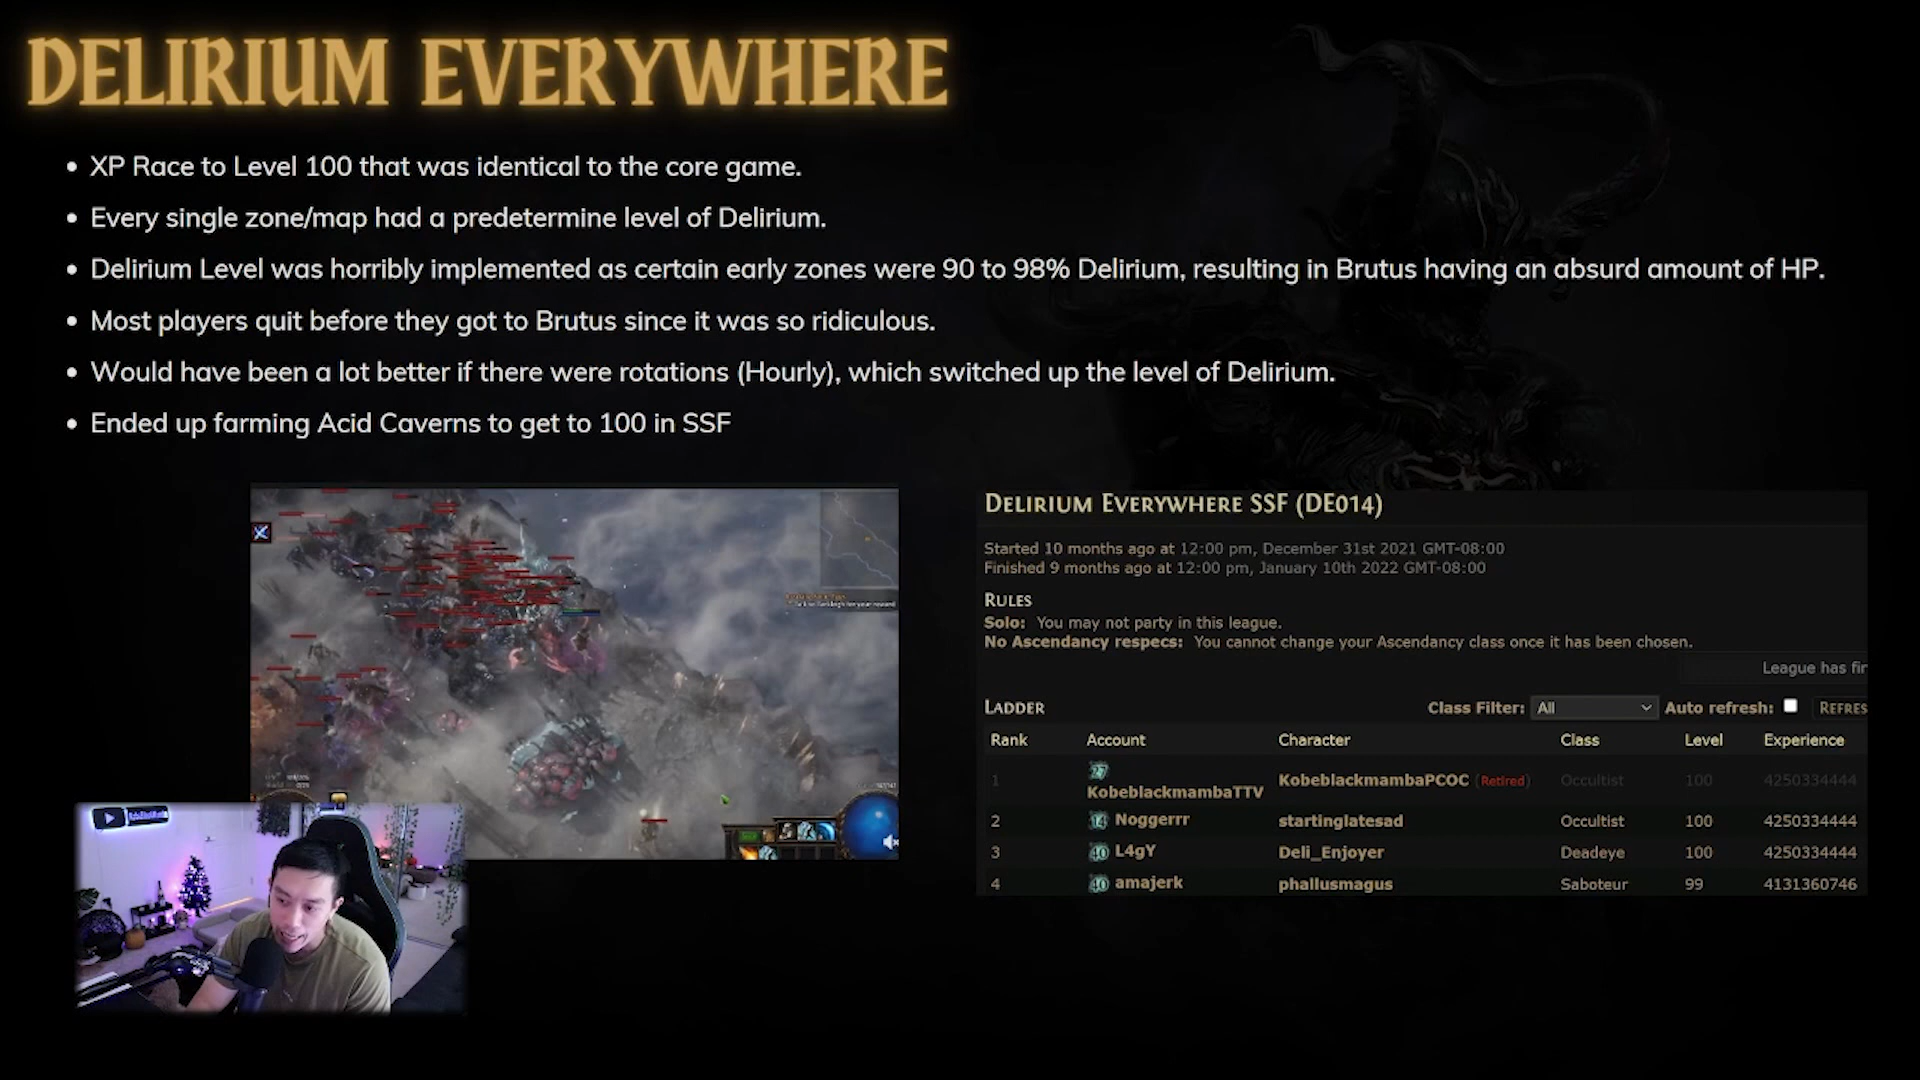 DELIRIUM EVERYWHERE
• XP Race to Level 100 that was identical to the core game.
• Every single zone/map had a predetermine level of Delirium.
• Delirium Level was horribly implemented as certain early zones were 90 to 98% Delirium, resulting in Brutus having an absurd amount of HP.
• Most players quit before they got to Brutus since it was so ridiculous.
• Would have been a lot better if there were rotations (Hourly), which switched up the level of Delirium.
• Ended up farming Acid Caverns to get to 100 in SSF
DELIRIUM EVERYWHERE SSF (DE014)
Started 10 months ago at 12:00 pm, December 31st 2021 GMT-08:00
Finished 9 months ago at 12:00 pm, January 10th 2022 GMT-08:00
RULES
Solo: You may not party in this league.
No Ascendancy respecs: You cannot change your Ascendancy class once it has been chosen.
League has fin
LADDER Class Filter: All Auto refresh: REFRES
Rank Account Character Class Level Experience
1 27 KobeblackmambaTTV KobeblackmambaPCOC (Retired) Occultist 100 4250334444
2 14 Noggerrr startinglatesad Occultist 100 4250334444
3 40 L4gY Deli_Enjoyer Deadeye 100 4250334444
4 40 amajerk phallusmagus Saboteur 99 4131360746